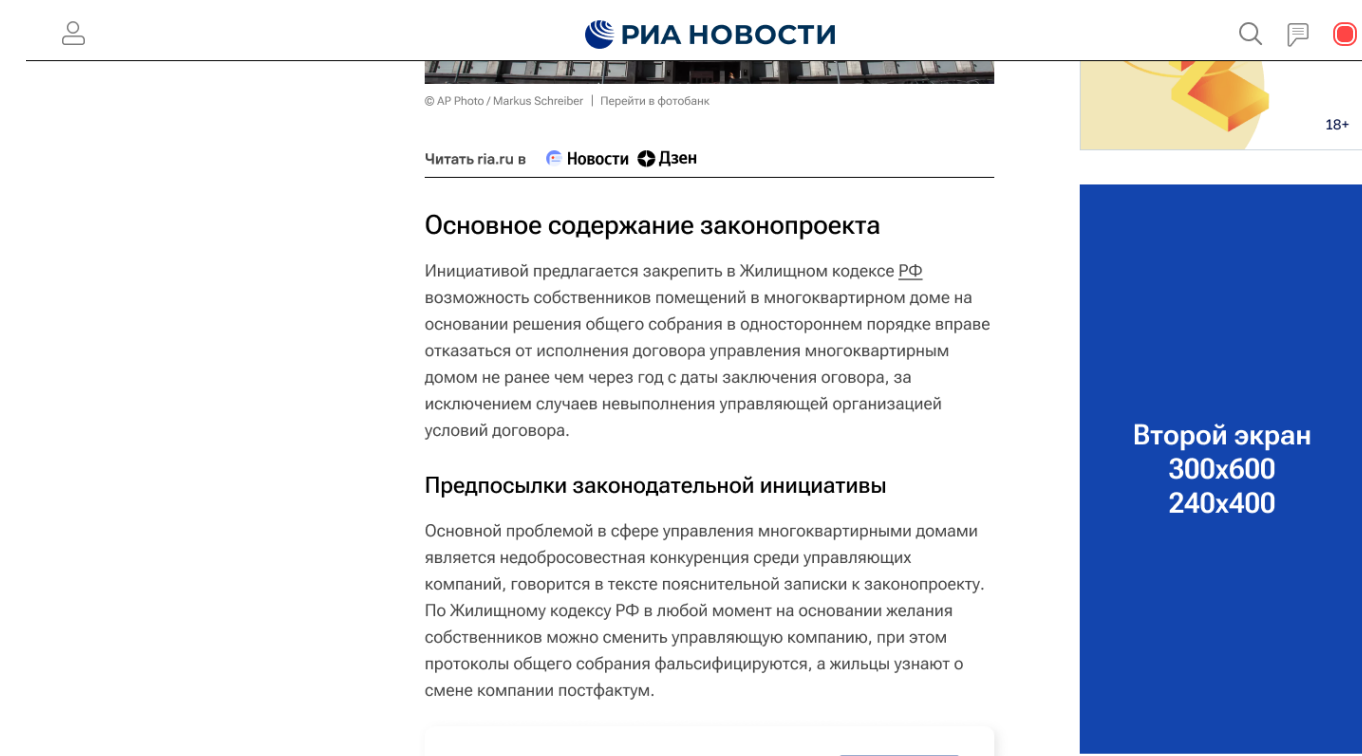 РИА НОВОСТИ
© AP Photo / Markus Schreiber | Перейти в фотобанк
18+
Читать ria.ru в Новости Дзен
Основное содержание законопроекта
Инициативой предлагается закрепить в Жилищном кодексе РФ
возможность собственников помещений в многоквартирном доме на
основании решения общего собрания в одностороннем порядке вправе
отказаться от исполнения договора управления многоквартирным
домом не ранее чем через год с даты заключения оговора, за
исключением случаев невыполнения управляющей организацией
условий договора.
Предпосылки законодательной инициативы
Основной проблемой в сфере управления многоквартирными домами
является недобросовестная конкуренция среди управляющих
компаний, говорится в тексте пояснительной записки к законопроекту.
По Жилищному кодексу РФ в любой момент на основании желания
собственников можно сменить управляющую компанию, при этом
протоколы общего собрания фальсифицируются, а жильцы узнают о
смене компании постфактум.
Второй экран
300x600
240x400